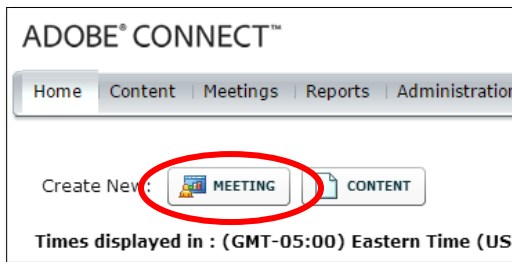 ADOBE® CONNECT™
Home | Content | Meetings | Reports | Administration
Create New: MEETING CONTENT
Times displayed in : (GMT-05:00) Eastern Time (US